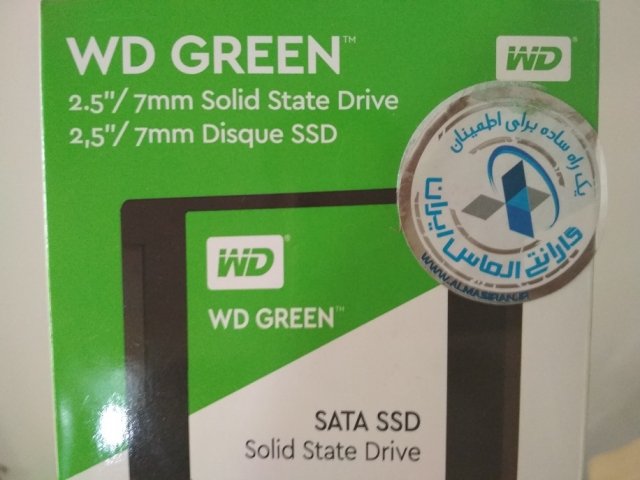 WD GREEN™
WD®
2.5"/ 7mm Solid State Drive
2,5"/ 7mm Disque SSD
یک راه ساده برای اطمینان
گارانتی الماس ایران
WWW.ALMASIRAN.IR
WD®
WD GREEN™
SATA SSD
Solid State Drive